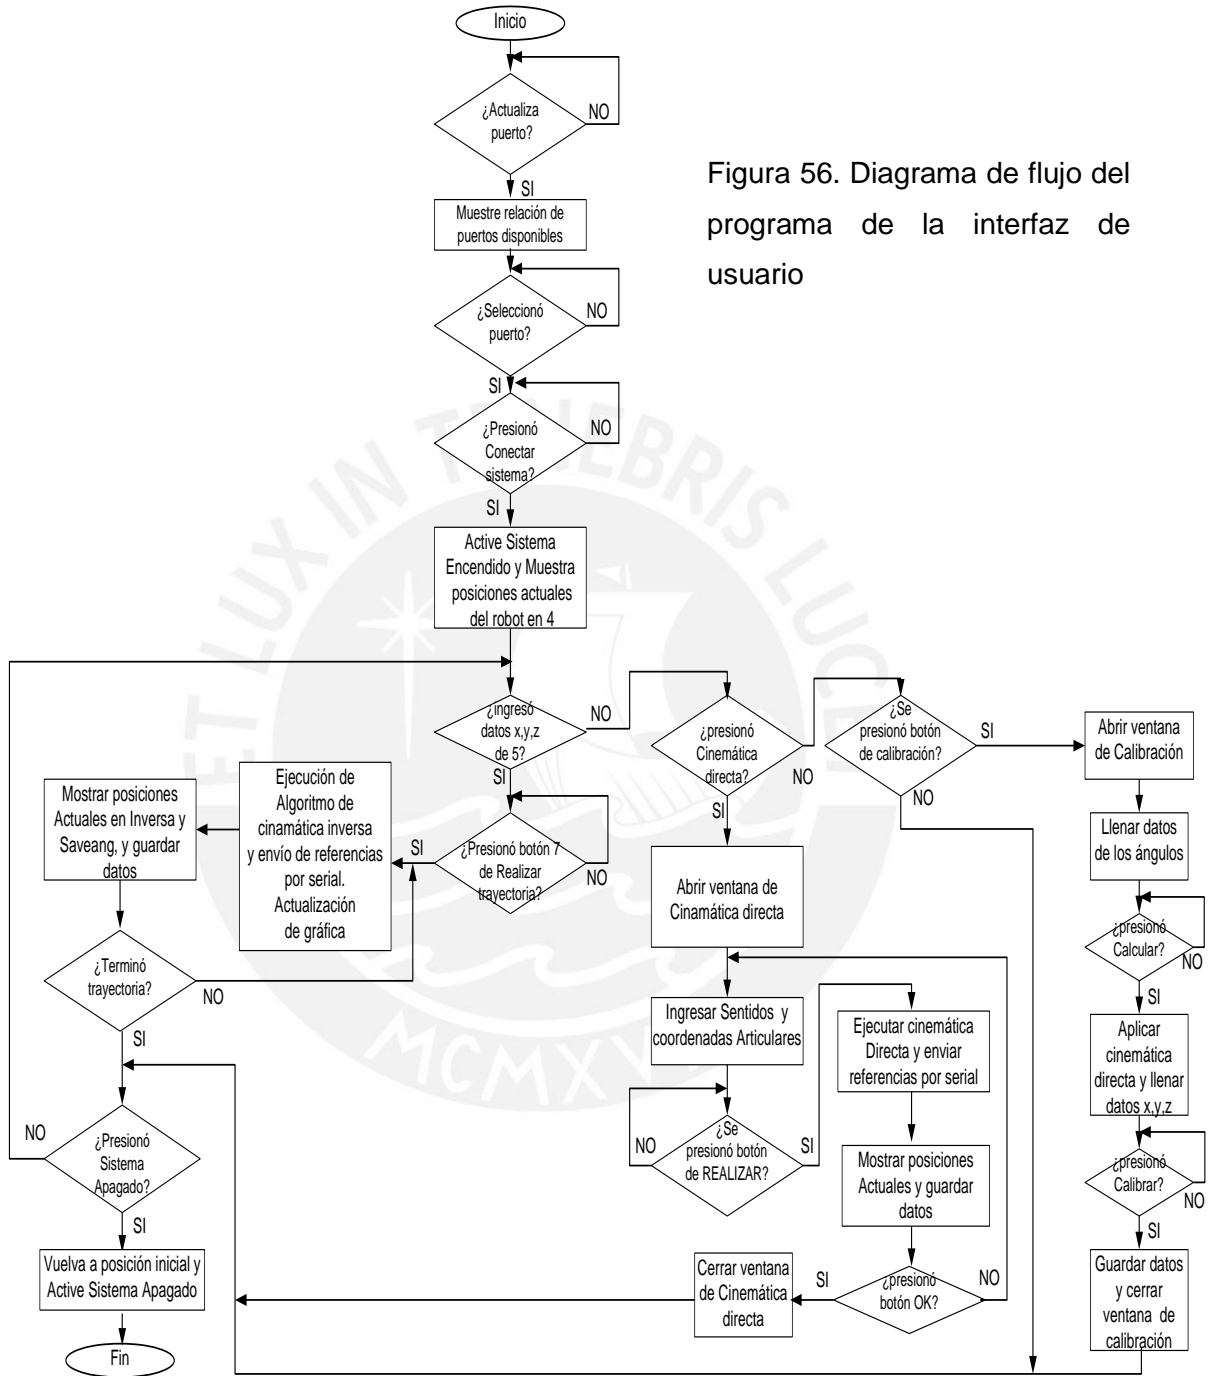 Inicio
¿Actualiza
puerto?
NO
SI
Figura 56. Diagrama de flujo del
programa de la interfaz de
usuario
Muestre relación de
puertos disponibles
¿Seleccionó
puerto?
NO
SI
¿Presionó
Conectar
sistema?
NO
SI
Active Sistema
Encendido y Muestra
posiciones actuales
del robot en 4
¿ingresó
datos x,y,z
de 5?
NO
SI
¿presionó
Cinemática
directa?
NO
SI
¿Se
presionó botón
de calibración?
SI
NO
Abrir ventana
de Calibración
Mostrar posiciones
Actuales en Inversa y
Saveang, y guardar
datos
Ejecución de
Algoritmo de
cinamática inversa
y envío de referencias
por serial.
Actualización
de gráfica
SI
¿Presionó botón 7
de Realizar
trayectoria?
NO
Abrir ventana de
Cinamática directa
Llenar datos
de los ángulos
¿presionó
Calcular?
NO
SI
¿Terminó
trayectoria?
NO
SI
Ingresar Sentidos y
coordenadas Articulares
Ejecutar cinemática
Directa y enviar
referencias por serial
Aplicar
cinemática
directa y llenar
datos x,y,z
¿Presionó
Sistema
Apagado?
NO
SI
¿Se
presionó botón
de REALIZAR?
NO
SI
Mostrar posiciones
Actuales y guardar
datos
¿presionó
Calibrar?
NO
SI
Vuelva a posición inicial y
Active Sistema Apagado
Cerrar ventana
de Cinemática
directa
SI
¿presionó
botón OK?
NO
Guardar datos
y cerrar
ventana de
calibración
Fin
ET LUX IN TENEBRIS LUCET
MCMXVII